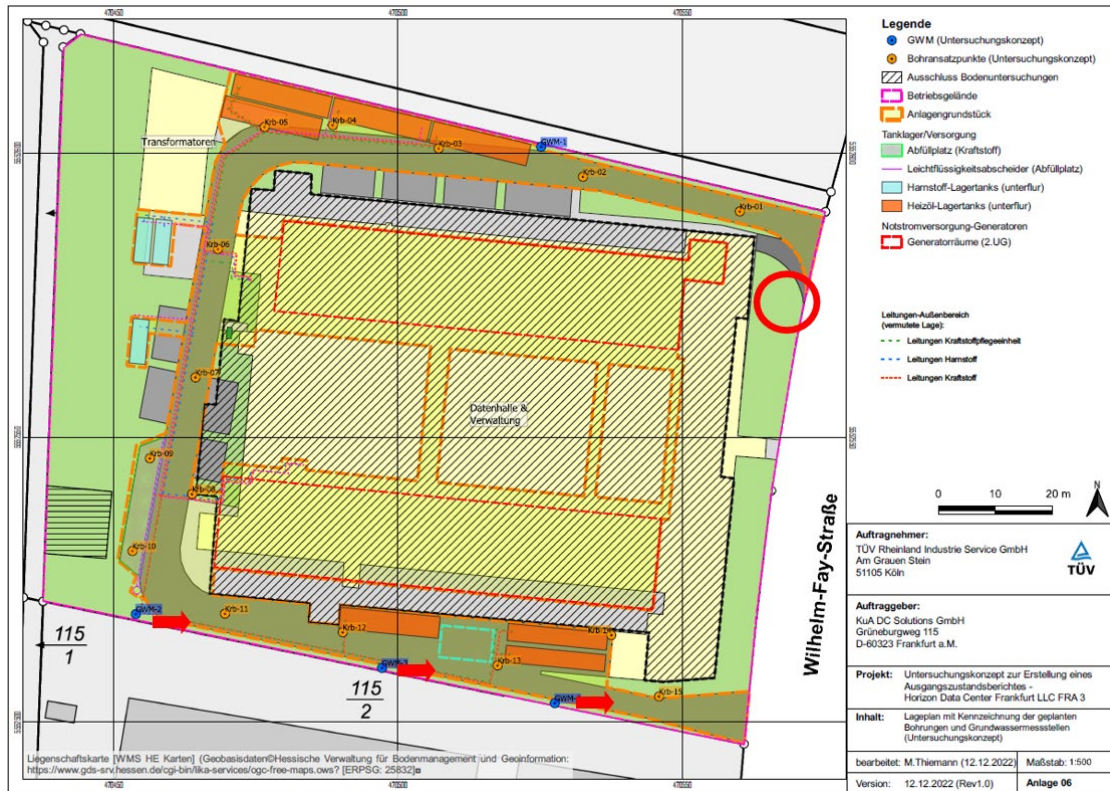 470450
470500
470550
Krb-05
Krb-04
Krb-03
GWM-1
Krb-02
Krb-01
Transformatoren
Krb-06
Krb-07
Datenhalle &
Verwaltung
Krb-09
Krb-08
Krb-10
GWM-2
Krb-11
Krb-12
Krb-13
Krb-15
115
1
115
2
Wilhelm-Fay-Straße
Liegenschaftskarte [WMS HE Karten] (Geobasisdaten©Hessische Verwaltung für Bodenmanagement und Geoinformation:
https://www.gds-srv.hessen.de/cgi-bin/lika-services/ogc-free-maps.ows? [ERPSG: 25832]
470450
470500
470550
Legende
GWM (Untersuchungskonzept)
Bohransatzpunkte (Untersuchungskonzept)
Ausschluss Bodenuntersuchungen
Betriebsgelände
Anlagengrundstück
Tanklager/Versorgung
Abfüllplatz (Kraftstoff)
Leichtflüssigkeitsabscheider (Abfüllplatz)
Harnstoff-Lagertanks (unterflur)
Heizöl-Lagertanks (unterflur)
Notstromversorgung-Generatoren
Generatorräume (2.UG)
Leitungen-Außenbereich
(vermutete Lage):
Leitungen Kraftstoffpflegeeinheit
Leitungen Harnstoff
Leitungen Kraftstoff
N
0 10 20 m
Auftragnehmer:
TÜV Rheinland Industrie Service GmbH
Am Grauen Stein
51105 Köln
TÜV
Auftraggeber:
KuA DC Solutions GmbH
Grüneburgweg 115
D-60323 Frankfurt a.M.
Projekt: Untersuchungskonzept zur Erstellung eines
Ausgangszustandsberichtes -
Horizon Data Center Frankfurt LLC FRA 3
Inhalt: Lageplan mit Kennzeichnung der geplanten
Bohrungen und Grundwassermessstellen
(Untersuchungskonzept)
bearbeitet: M.Thiemann (12.12.2022) Maßstab: 1:500
Version: 12.12.2022 (Rev1.0) Anlage 06